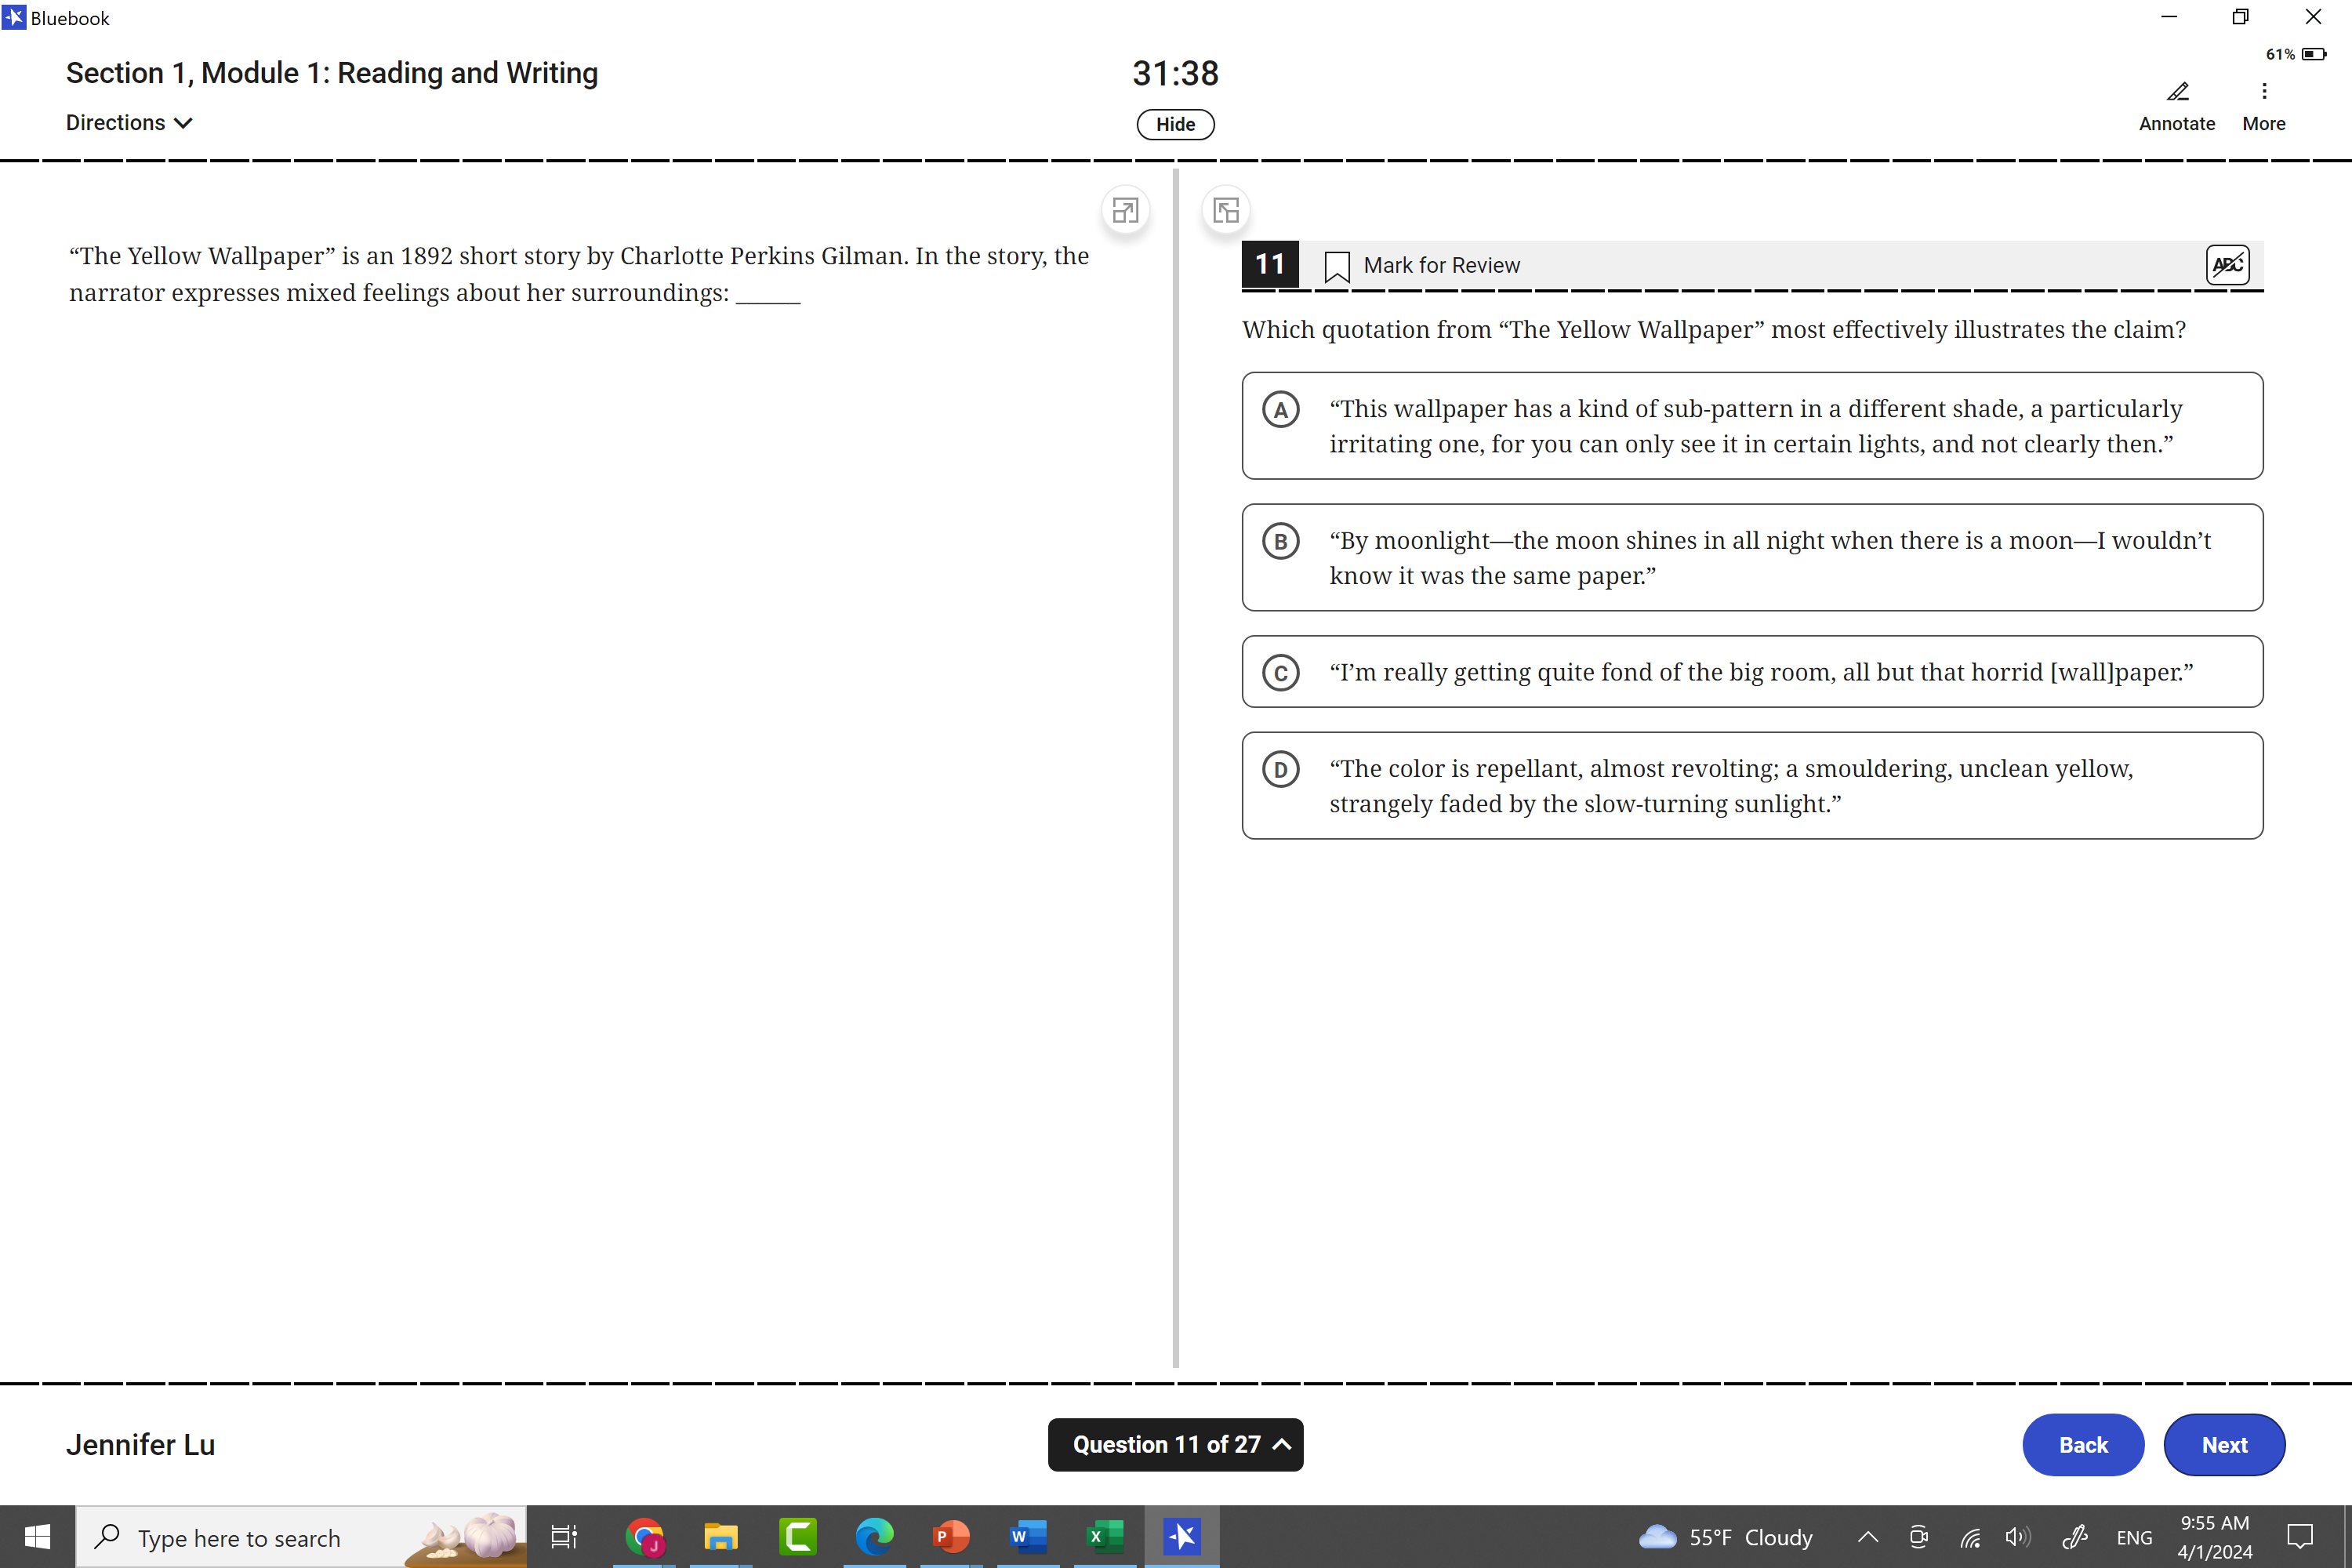 Bluebook
61%
Section 1, Module 1: Reading and Writing
31:38
Directions
Hide
Annotate
More
“The Yellow Wallpaper” is an 1892 short story by Charlotte Perkins Gilman. In the story, the
narrator expresses mixed feelings about her surroundings: ______
11
Mark for Review
ABC
Which quotation from “The Yellow Wallpaper” most effectively illustrates the claim?
A “This wallpaper has a kind of sub-pattern in a different shade, a particularly
irritating one, for you can only see it in certain lights, and not clearly then.”
B “By moonlight—the moon shines in all night when there is a moon—I wouldn’t
know it was the same paper.”
C “I’m really getting quite fond of the big room, all but that horrid [wall]paper.”
D “The color is repellant, almost revolting; a smouldering, unclean yellow,
strangely faded by the slow-turning sunlight.”
Jennifer Lu
Question 11 of 27
Back
Next
Type here to search
J
P
W
X
55°F Cloudy
ENG
9:55 AM
4/1/2024